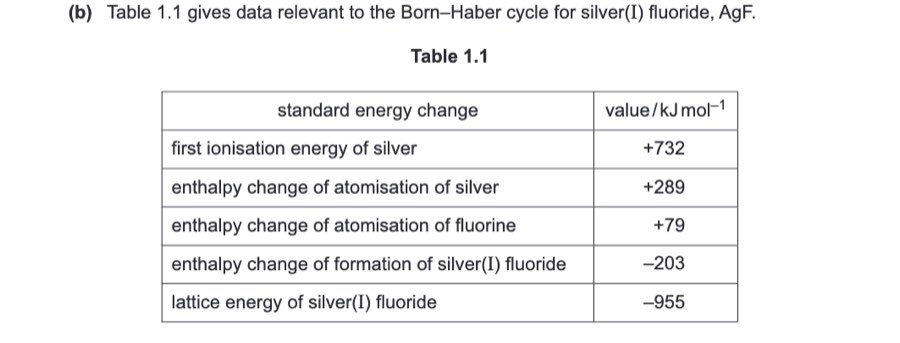 (b) Table 1.1 gives data relevant to the Born–Haber cycle for silver(I) fluoride, AgF.
Table 1.1
standard energy change value / kJ mol⁻¹
first ionisation energy of silver +732
enthalpy change of atomisation of silver +289
enthalpy change of atomisation of fluorine +79
enthalpy change of formation of silver(I) fluoride –203
lattice energy of silver(I) fluoride –955